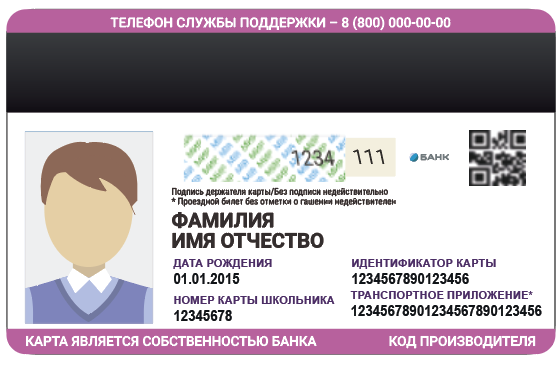 ТЕЛЕФОН СЛУЖБЫ ПОДДЕРЖКИ – 8 (800) 000-00-00
1234
111
БАНК
Подпись держателя карты/Без подписи недействительно
* Проездной билет без отметки о гашении недействителен
ФАМИЛИЯ
ИМЯ ОТЧЕСТВО
ДАТА РОЖДЕНИЯ
01.01.2015
ИДЕНТИФИКАТОР КАРТЫ
1234567890123456
НОМЕР КАРТЫ ШКОЛЬНИКА
12345678
ТРАНСПОРТНОЕ ПРИЛОЖЕНИЕ*
12345678901234567890123456
КАРТА ЯВЛЯЕТСЯ СОБСТВЕННОСТЬЮ БАНКА
КОД ПРОИЗВОДИТЕЛЯ